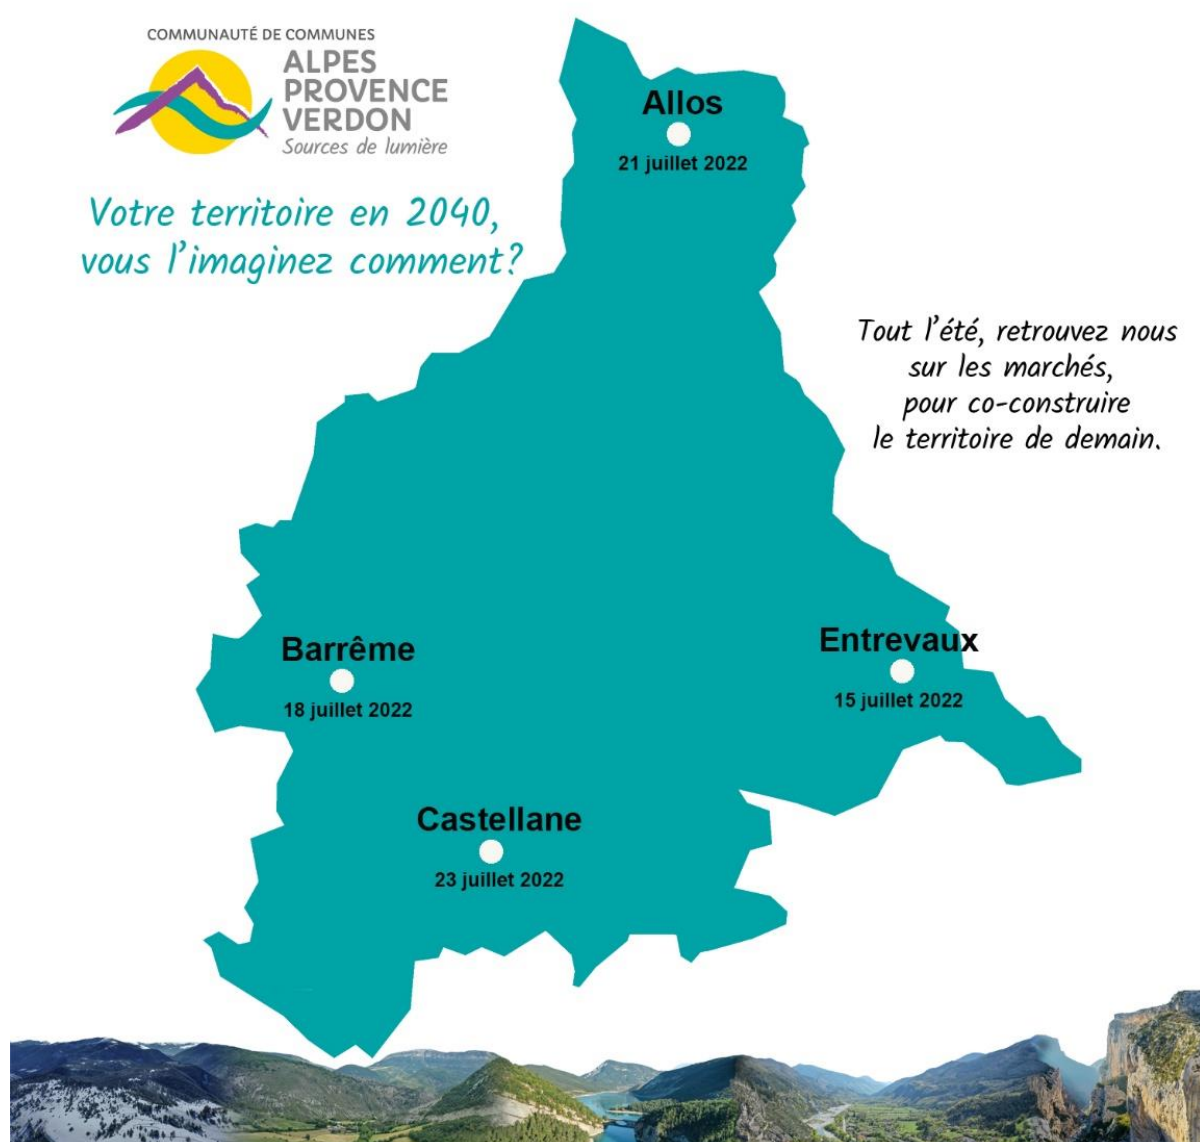 COMMUNAUTÉ DE COMMUNES
ALPES
PROVENCE
VERDON
Sources de lumière
Votre territoire en 2040,
vous l'imaginez comment?
Allos
21 juillet 2022
Tout l'été, retrouvez nous
sur les marchés,
pour co-construire
le territoire de demain.
Barrême
18 juillet 2022
Entrevaux
15 juillet 2022
Castellane
23 juillet 2022